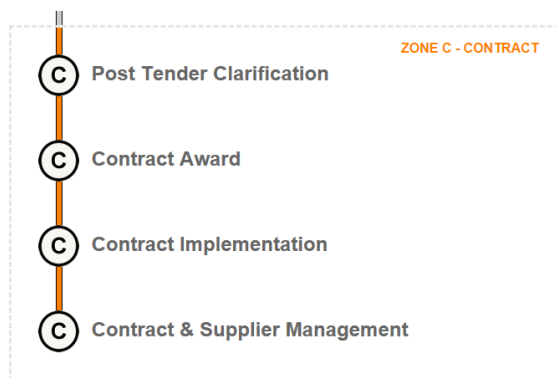 ZONE C - CONTRACT
C Post Tender Clarification
C Contract Award
C Contract Implementation
C Contract & Supplier Management